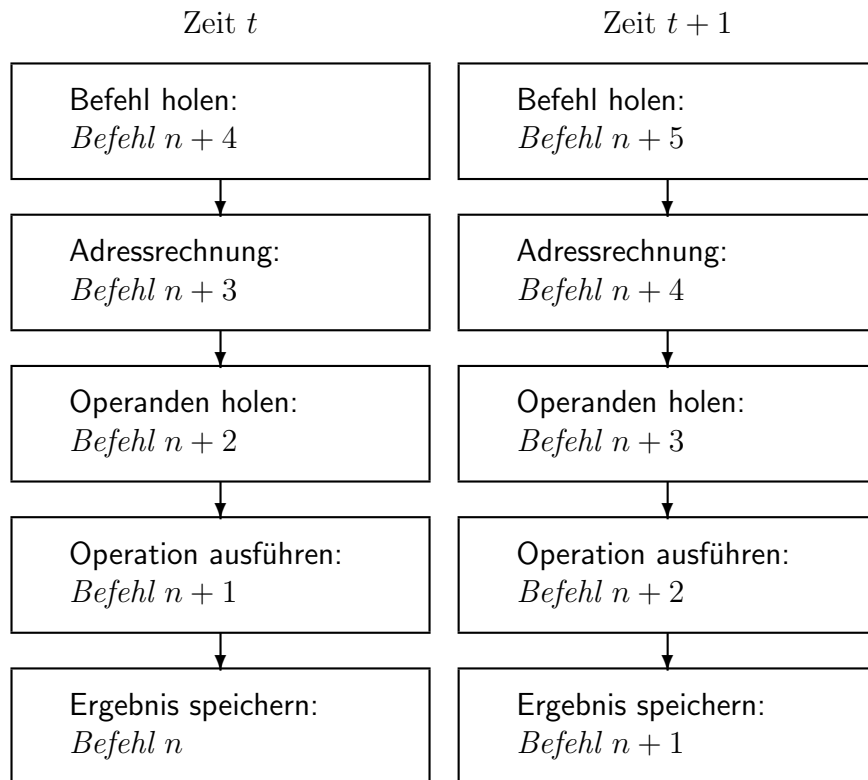 Zeit t
Zeit t + 1
Befehl holen:
Befehl n + 4
Befehl holen:
Befehl n + 5
Adressrechnung:
Befehl n + 3
Adressrechnung:
Befehl n + 4
Operanden holen:
Befehl n + 2
Operanden holen:
Befehl n + 3
Operation ausführen:
Befehl n + 1
Operation ausführen:
Befehl n + 2
Ergebnis speichern:
Befehl n
Ergebnis speichern:
Befehl n + 1